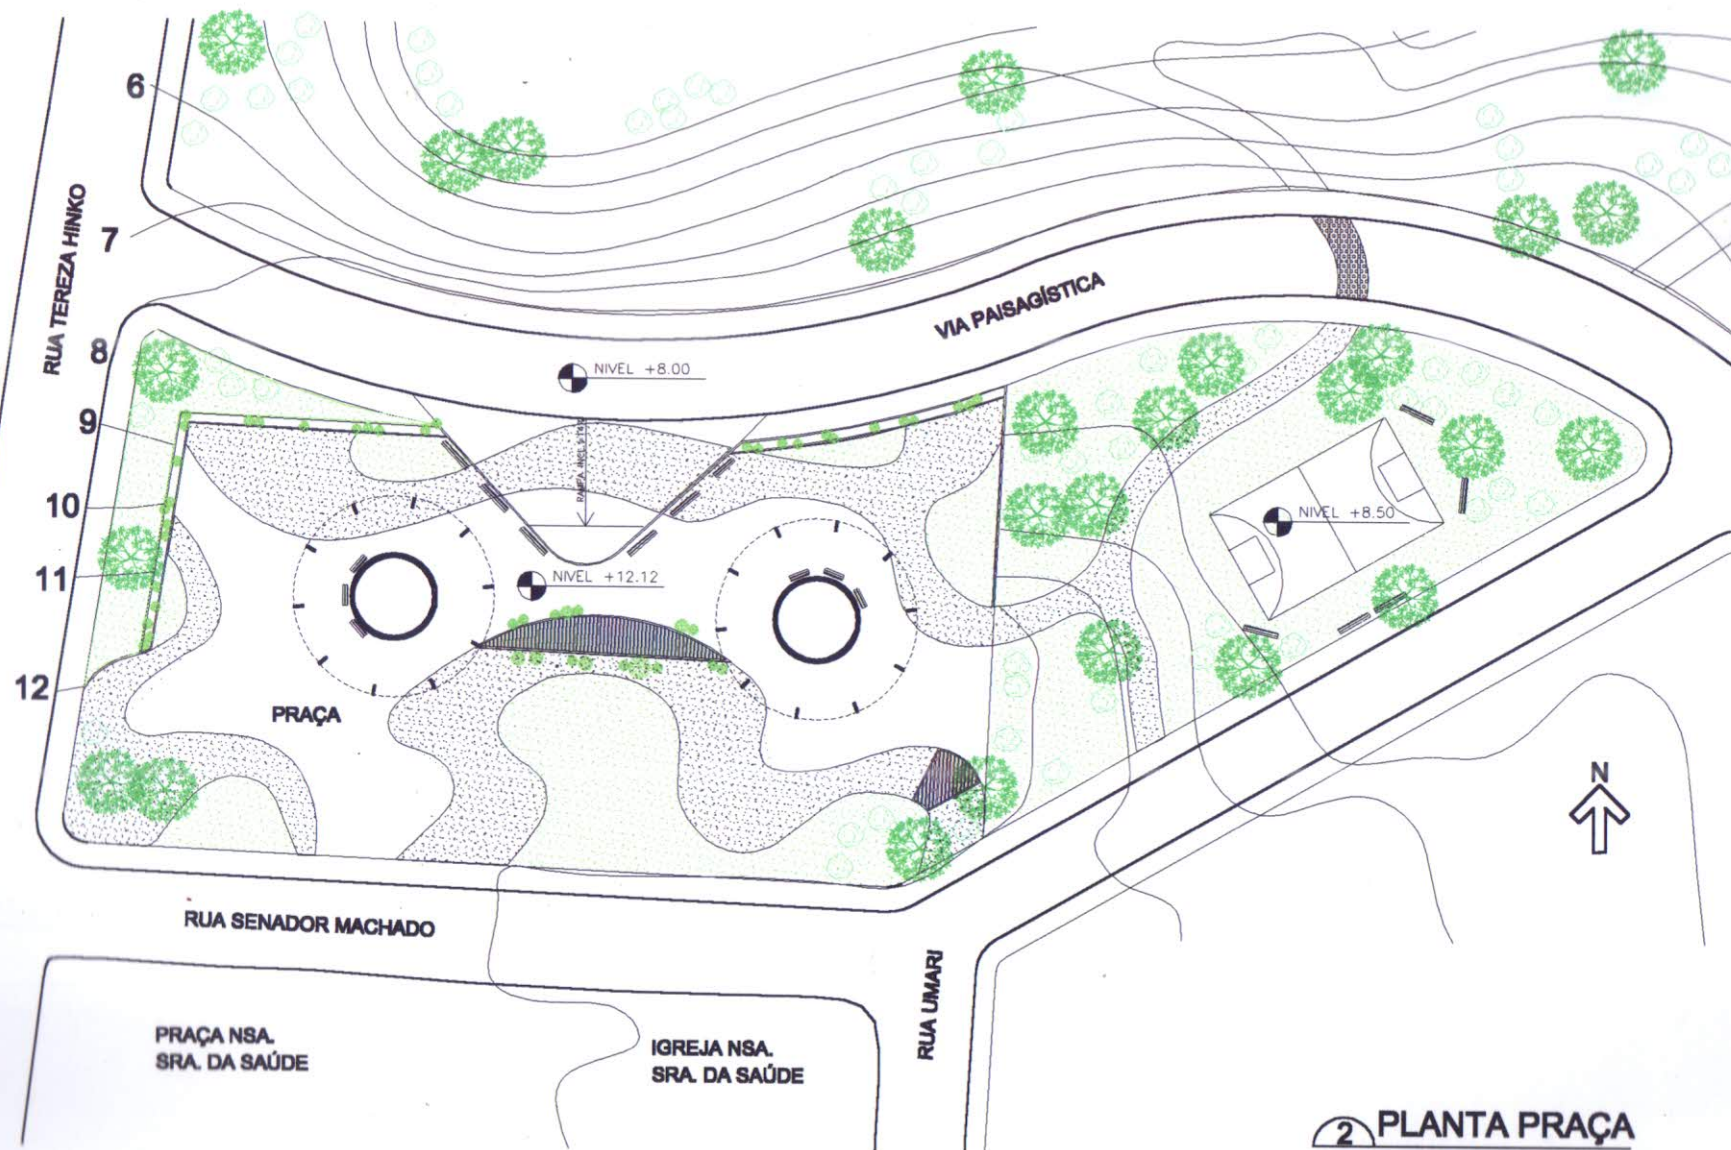 6
RUA TEREZA HINKO
7
VIA PAISAGÍSTICA
8
NIVEL +8.00
9
10
NIVEL +8.50
11
NIVEL +12.12
12
PRAÇA
N
RUA SENADOR MACHADO
RUA UMARI
PRAÇA NSA.
SRA. DA SAÚDE
IGREJA NSA.
SRA. DA SAÚDE
2 PLANTA PRAÇA